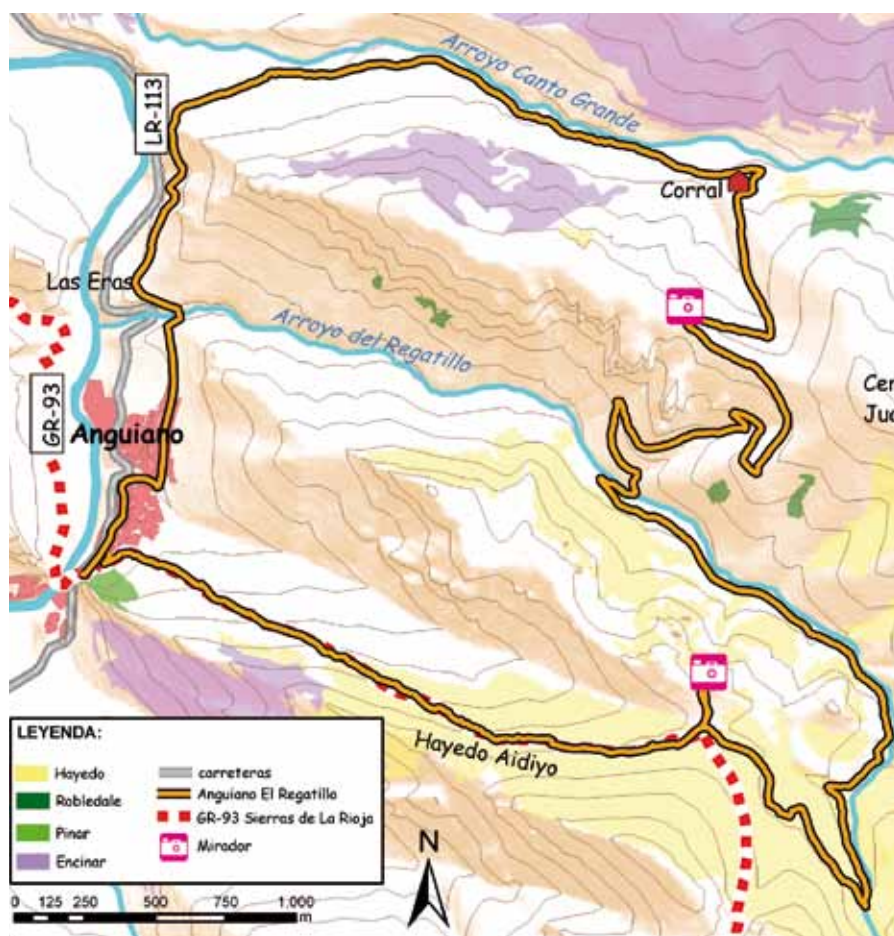 Arroyo Canto Grande
LR-113
Corral
Las Eras
Arroyo del Regatillo
GR-93
Anguiano
Cer
Jua
Hayedo Aidiyo
LEYENDA:
Hayedo
Robledale
Pinar
Encinar
carreteras
Anguiano El Regatillo
GR-93 Sierras de La Rioja
Mirador
N
0 125 250 500 750 1.000
m